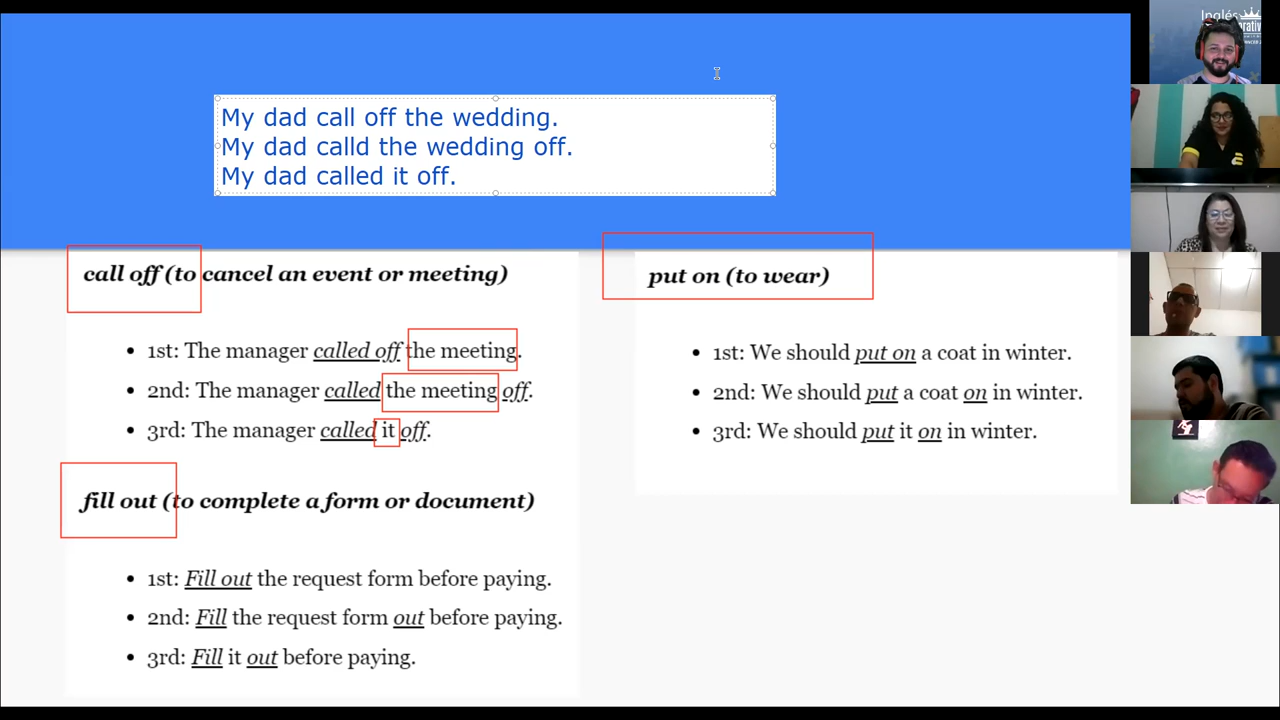 My dad call off the wedding.
My dad calld the wedding off.
My dad called it off.
call off (to cancel an event or meeting)
• 1st: The manager called off the meeting.
• 2nd: The manager called the meeting off.
• 3rd: The manager called it off.
fill out (to complete a form or document)
• 1st: Fill out the request form before paying.
• 2nd: Fill the request form out before paying.
• 3rd: Fill it out before paying.
put on (to wear)
• 1st: We should put on a coat in winter.
• 2nd: We should put a coat on in winter.
• 3rd: We should put it on in winter.
Inglés